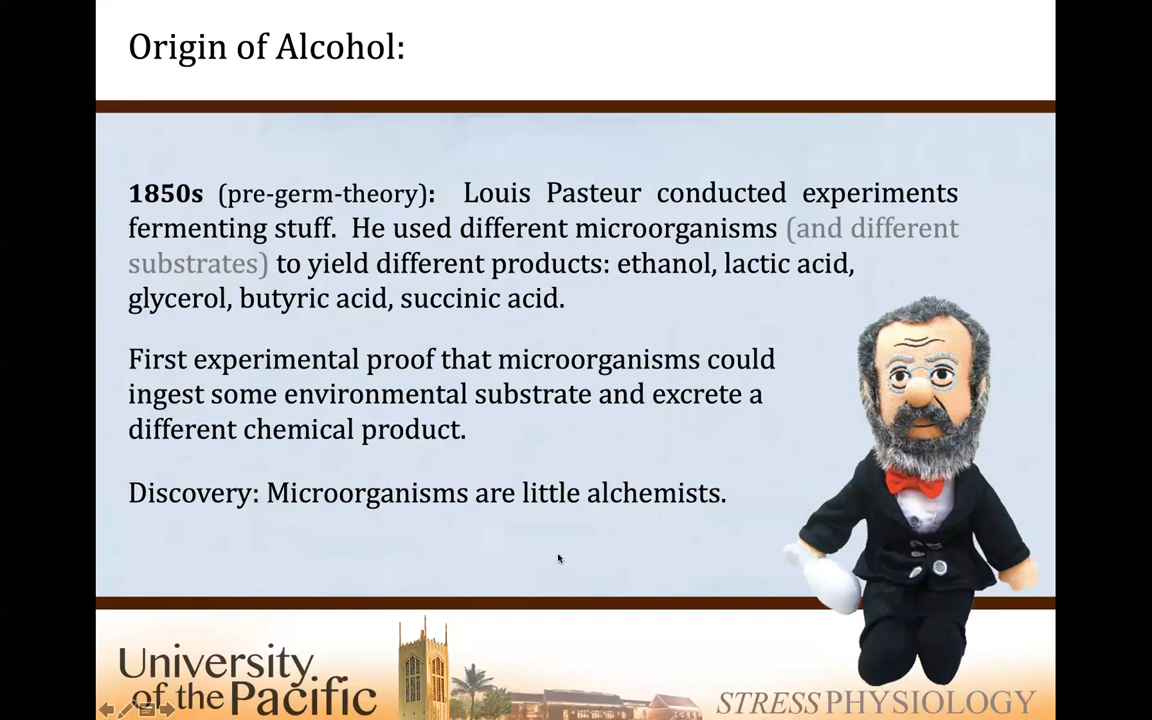 Origin of Alcohol:
1850s (pre-germ-theory): Louis Pasteur conducted experiments
fermenting stuff. He used different microorganisms (and different
substrates) to yield different products: ethanol, lactic acid,
glycerol, butyric acid, succinic acid.
First experimental proof that microorganisms could
ingest some environmental substrate and excrete a
different chemical product.
Discovery: Microorganisms are little alchemists.
University
of the Pacific
STRESS PHYSIOLOGY